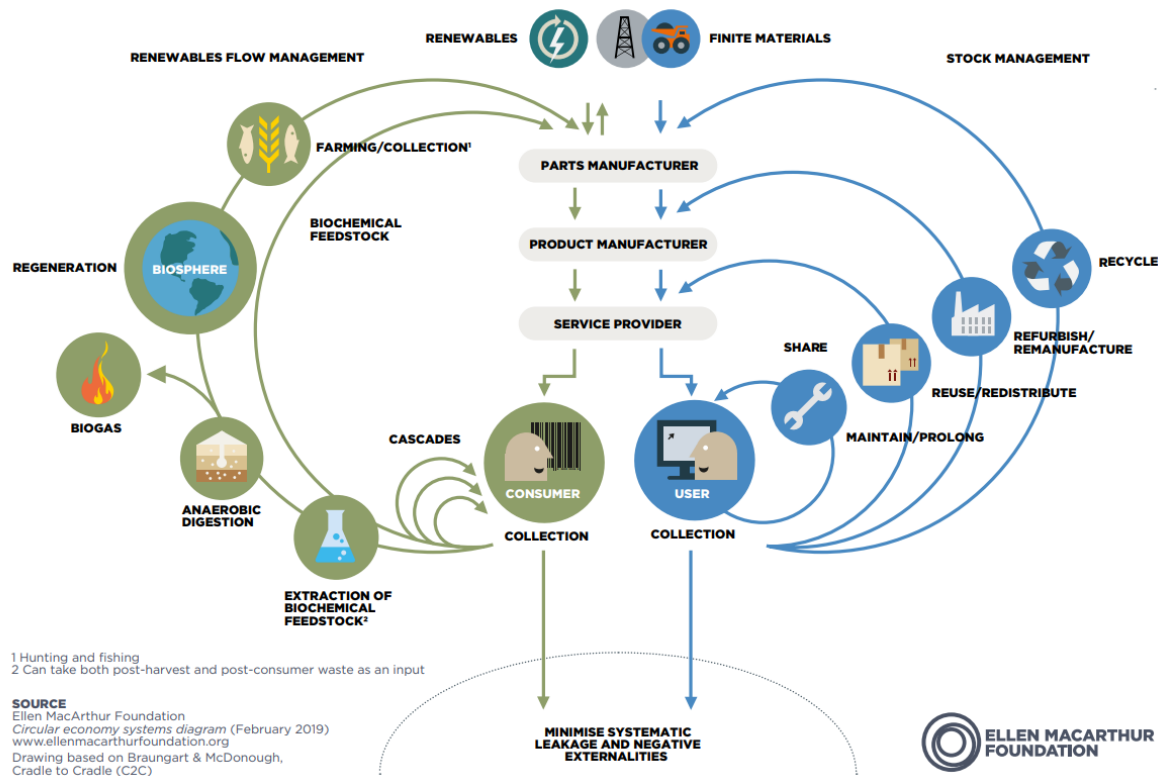 RENEWABLES
FINITE MATERIALS
RENEWABLES FLOW MANAGEMENT
STOCK MANAGEMENT
FARMING/COLLECTION¹
PARTS MANUFACTURER
BIOCHEMICAL
FEEDSTOCK
PRODUCT MANUFACTURER
REGENERATION
BIOSPHERE
RECYCLE
SERVICE PROVIDER
SHARE
REFURBISH/
REMANUFACTURE
REUSE/REDISTRIBUTE
BIOGAS
CASCADES
MAINTAIN/PROLONG
CONSUMER
USER
ANAEROBIC
DIGESTION
COLLECTION
COLLECTION
EXTRACTION OF
BIOCHEMICAL
FEEDSTOCK²
1 Hunting and fishing
2 Can take both post-harvest and post-consumer waste as an input
SOURCE
Ellen MacArthur Foundation
Circular economy systems diagram (February 2019)
www.ellenmacarthurfoundation.org
Drawing based on Braungart & McDonough,
Cradle to Cradle (C2C)
MINIMISE SYSTEMATIC
LEAKAGE AND NEGATIVE
EXTERNALITIES
ELLEN MACARTHUR
FOUNDATION